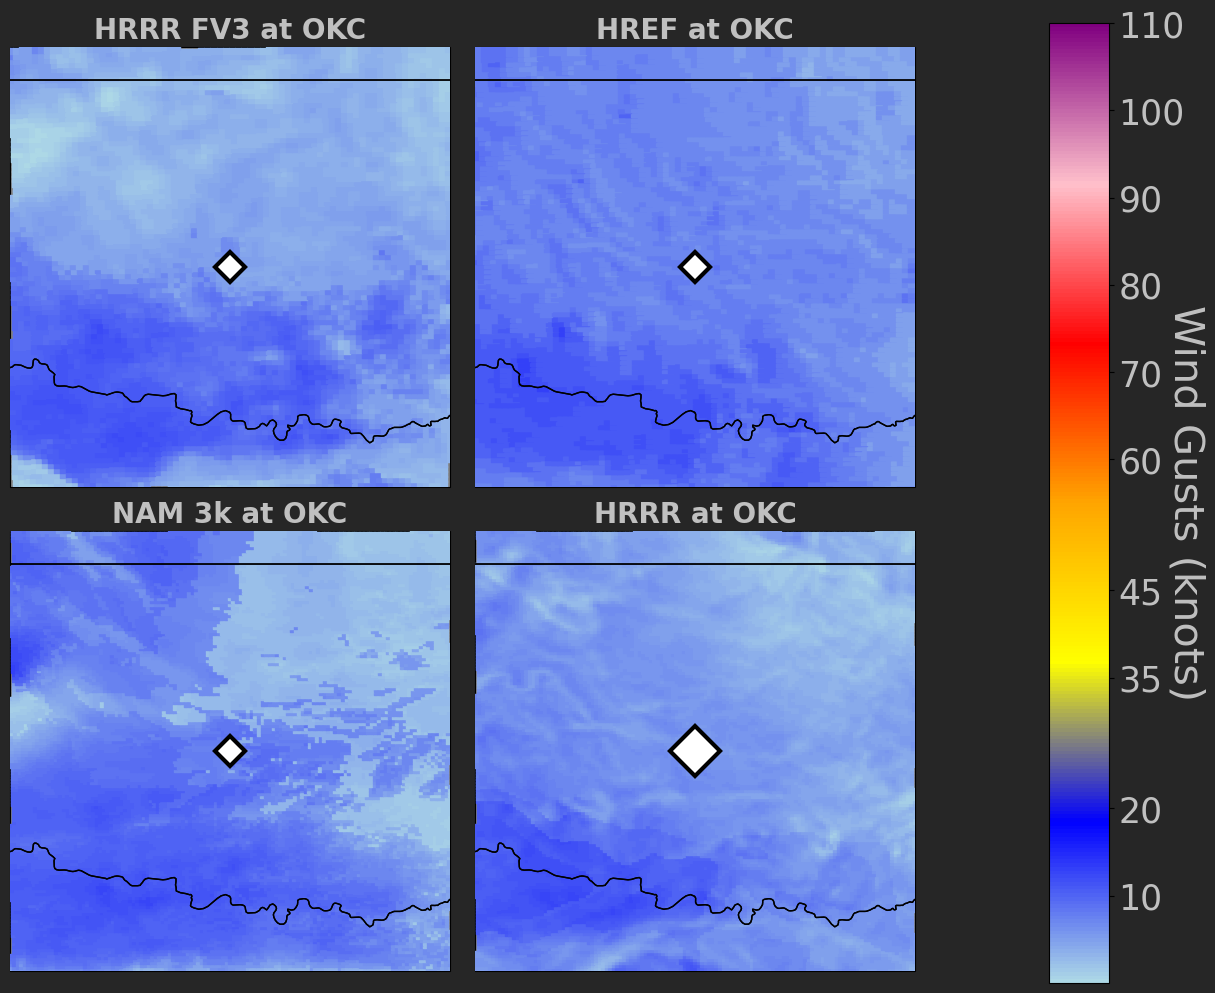 HRRR FV3 at OKC
HREF at OKC
NAM 3k at OKC
HRRR at OKC
110
100
90
80
70
60
45
35
20
10
Wind Gusts (knots)